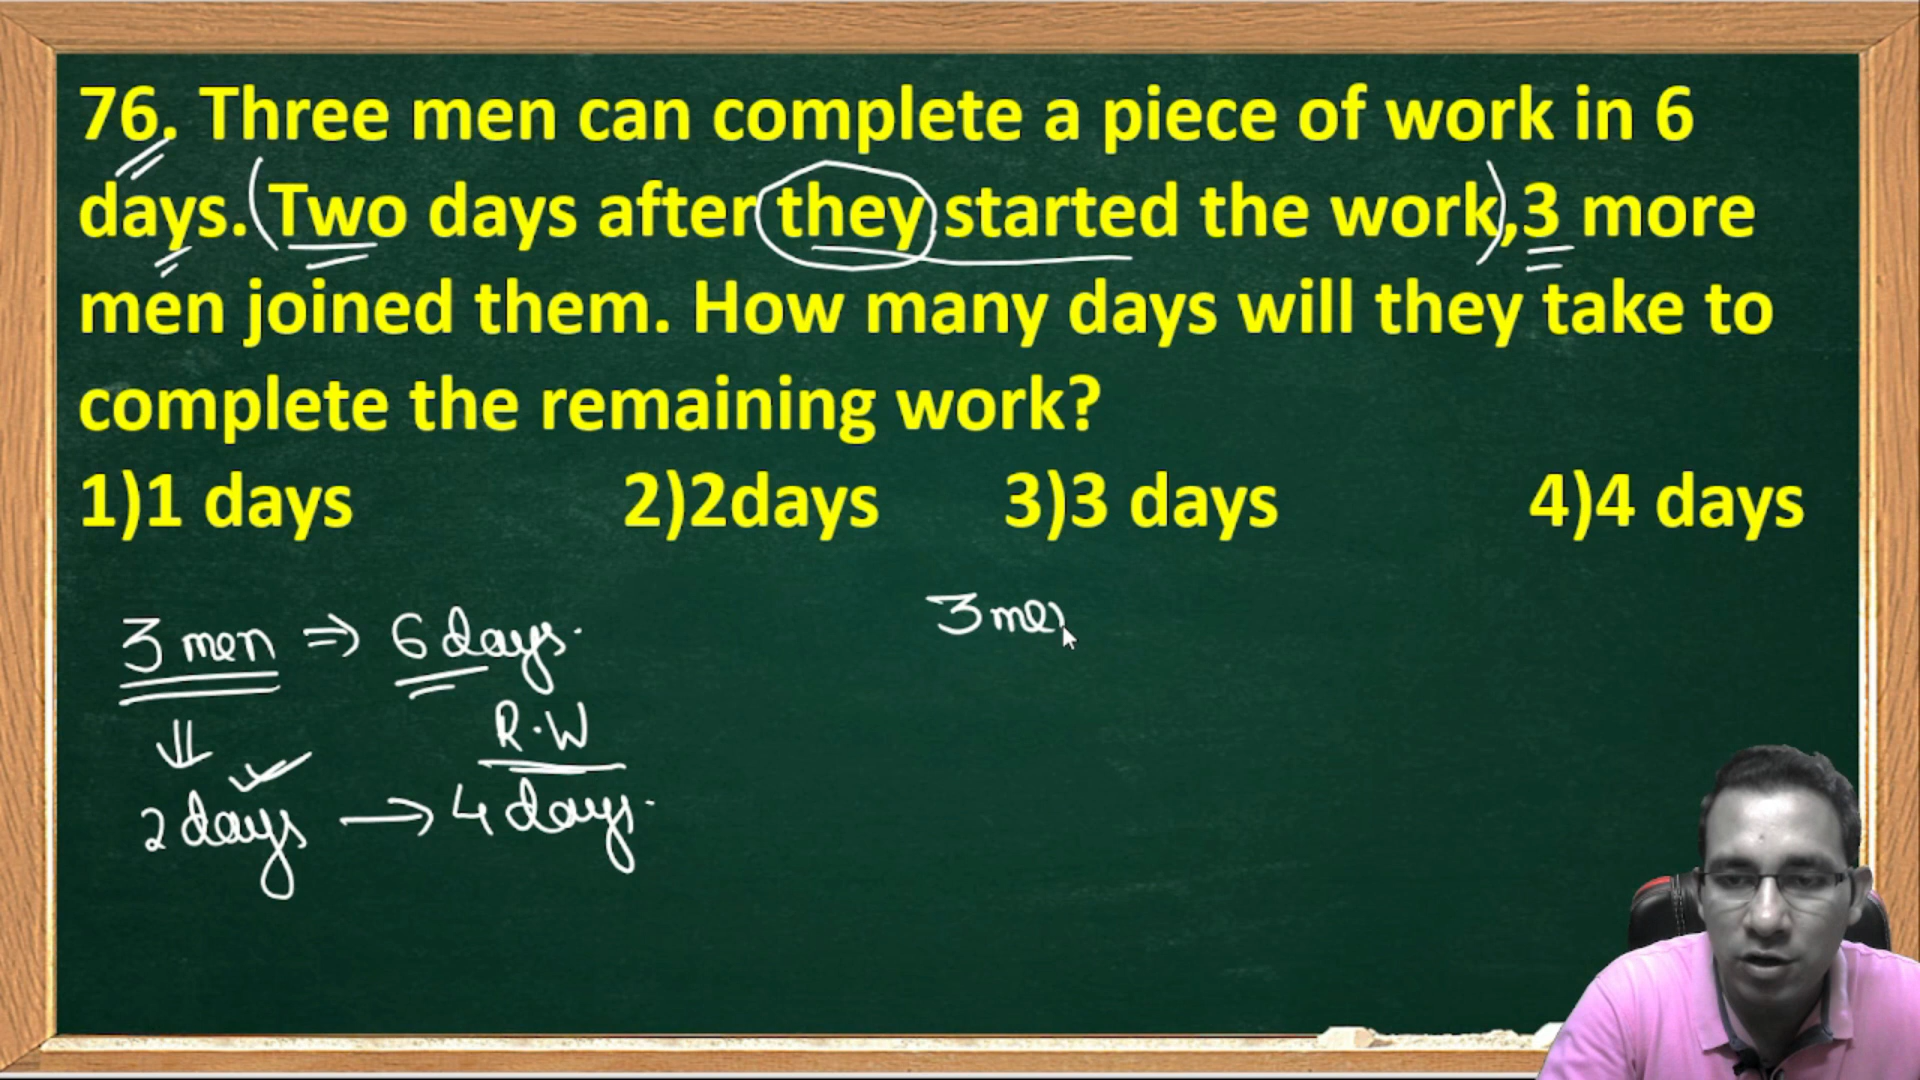 76. Three men can complete a piece of work in 6
days. (Two days after they started the work), 3 more
men joined them. How many days will they take to
complete the remaining work?
1)1 days 2)2days 3)3 days 4)4 days
3 men ⇒ 6 days.
3 men
⇓
R.W
2 days → 4 days.